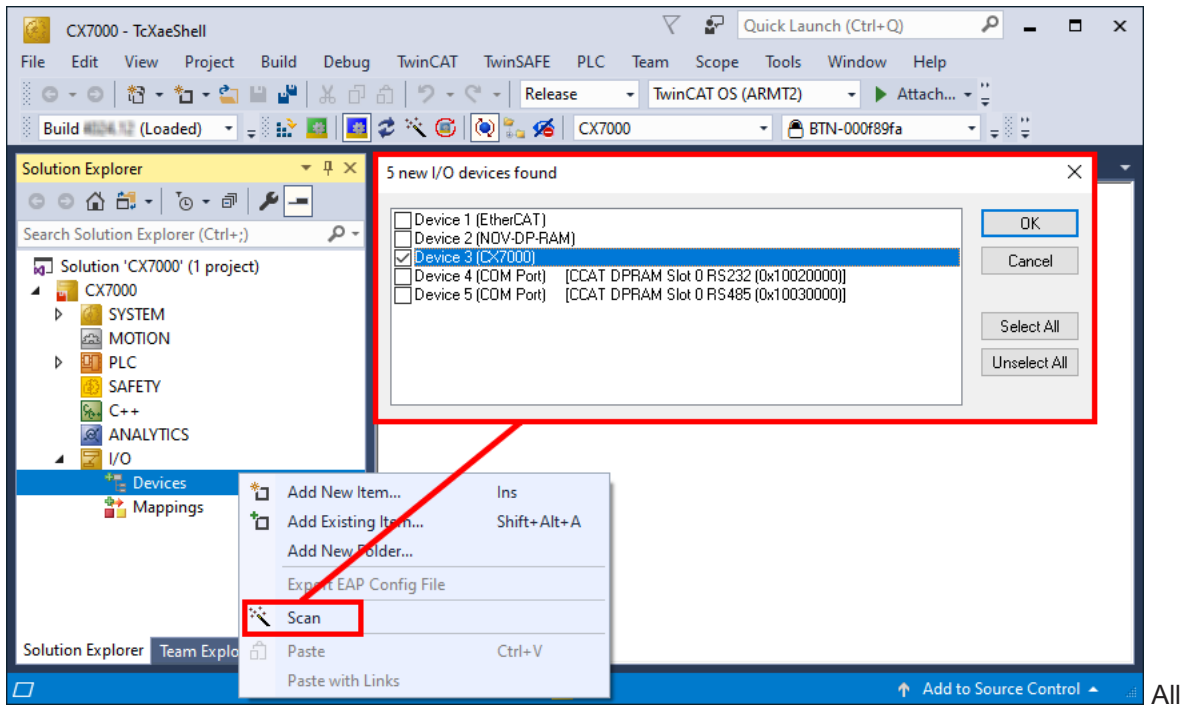 CX7000 - TcXaeShell
Quick Launch (Ctrl+Q)
File Edit View Project Build Debug TwinCAT TwinSAFE PLC Team Scope Tools Window Help
Release TwinCAT OS (ARMT2) Attach...
Build (Loaded) CX7000 BTN-000f89fa
Solution Explorer
Search Solution Explorer (Ctrl+;)
Solution 'CX7000' (1 project)
CX7000
SYSTEM
MOTION
PLC
SAFETY
C++
ANALYTICS
I/O
Devices
Mappings
5 new I/O devices found
Device 1 (EtherCAT)
Device 2 (NOV-DP-RAM)
Device 3 (CX7000)
Device 4 (COM Port) [CCAT DPRAM Slot 0 RS232 (0x10020000)]
Device 5 (COM Port) [CCAT DPRAM Slot 0 RS485 (0x10030000)]
OK
Cancel
Select All
Unselect All
Add New Item... Ins
Add Existing Item... Shift+Alt+A
Add New Folder...
Export EAP Config File
Scan
Paste Ctrl+V
Paste with Links
Solution Explorer Team Explo
Add to Source Control
All